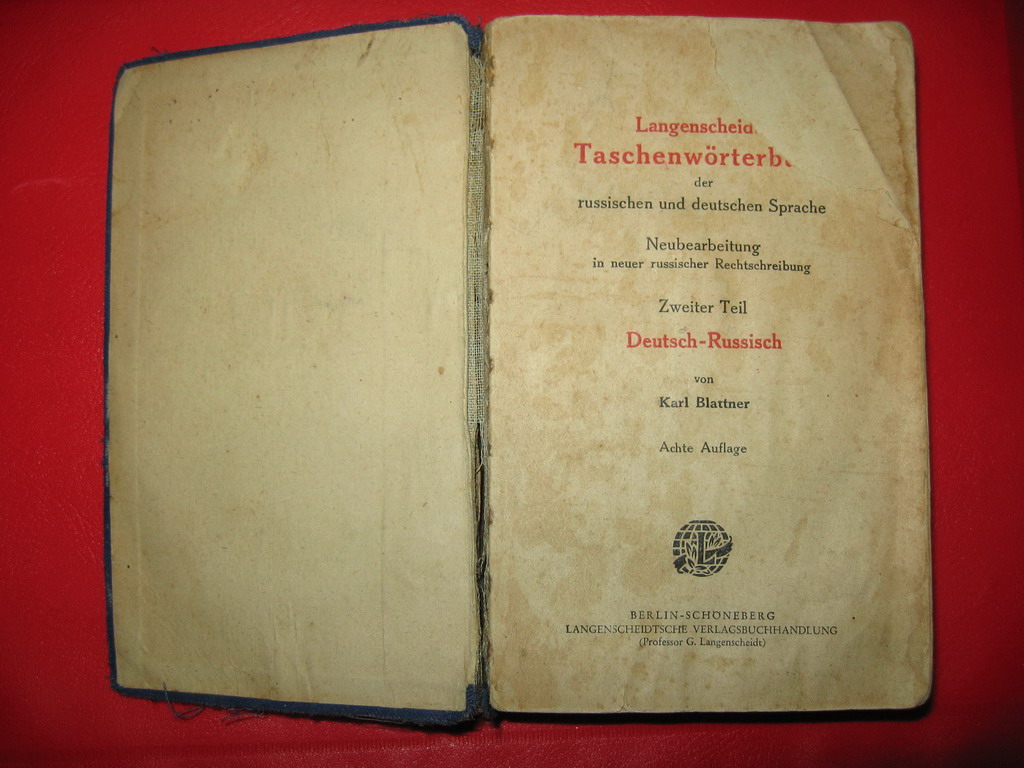 Langenscheid
Taschenwörterb
der
russischen und deutschen Sprache
Neubearbeitung
in neuer russischer Rechtschreibung
Zweiter Teil
Deutsch-Russisch
von
Karl Blattner
Achte Auflage
L
BERLIN-SCHÖNEBERG
LANGENSCHEIDTSCHE VERLAGSBUCHHANDLUNG
(Professor G. Langenscheidt)